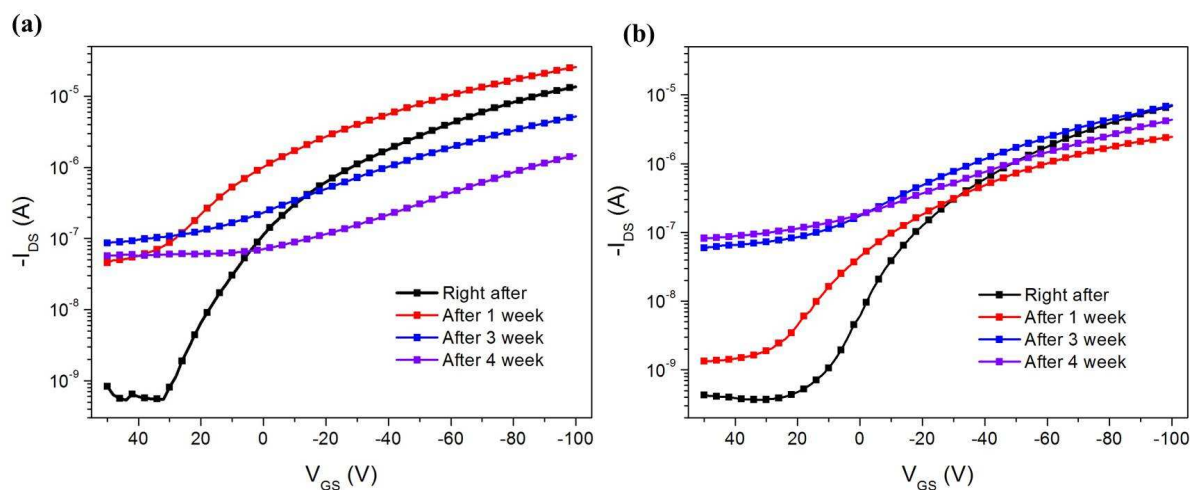 (a)
10⁻⁵
10⁻⁶
10⁻⁷
10⁻⁸
10⁻⁹
-I_DS (A)
Right after
After 1 week
After 3 week
After 4 week
40 20 0 -20 -40 -60 -80 -100
V_GS (V)
(b)
10⁻⁵
10⁻⁶
10⁻⁷
10⁻⁸
10⁻⁹
-I_DS (A)
Right after
After 1 week
After 3 week
After 4 week
40 20 0 -20 -40 -60 -80 -100
V_GS (V)